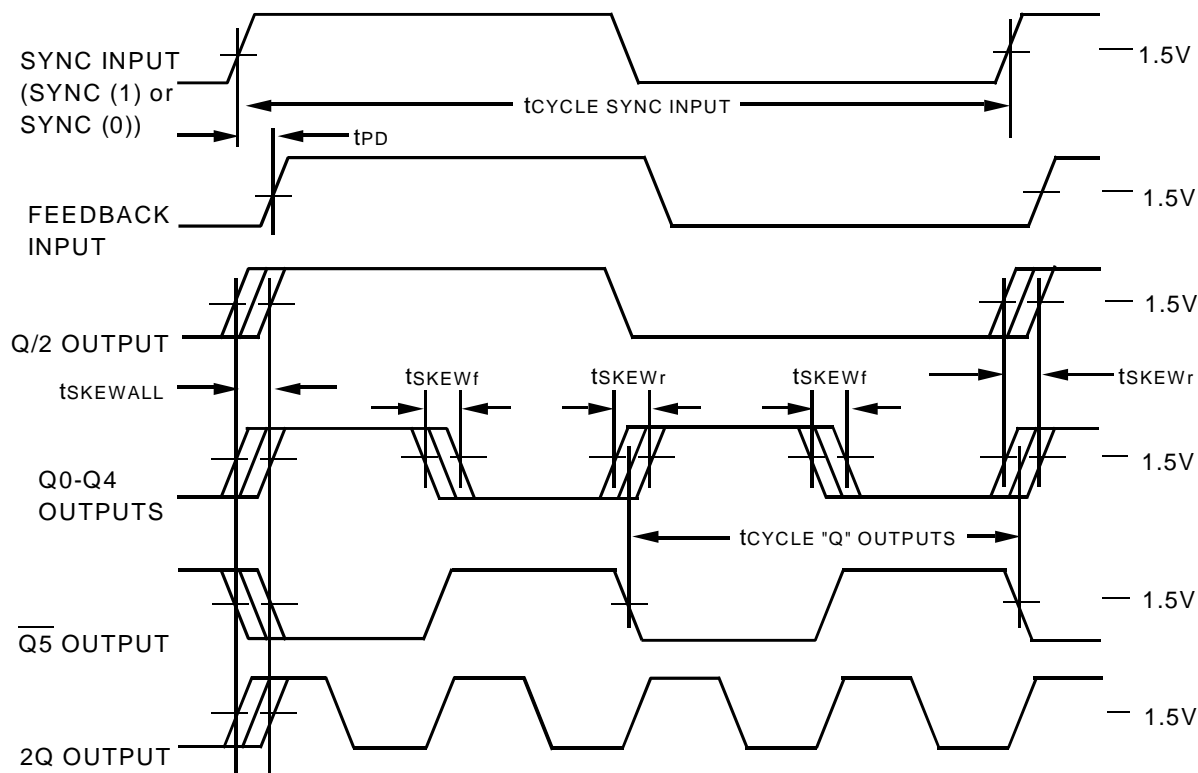 SYNC INPUT
(SYNC (1) or
SYNC (0))
1.5V
tCYCLE SYNC INPUT
tPD
FEEDBACK
INPUT
1.5V
Q/2 OUTPUT
1.5V
tSKEWALL
tSKEWf
tSKEWr
tSKEWf
tSKEWr
Q0-Q4
OUTPUTS
1.5V
tCYCLE "Q" OUTPUTS
Q5 OUTPUT
1.5V
2Q OUTPUT
1.5V